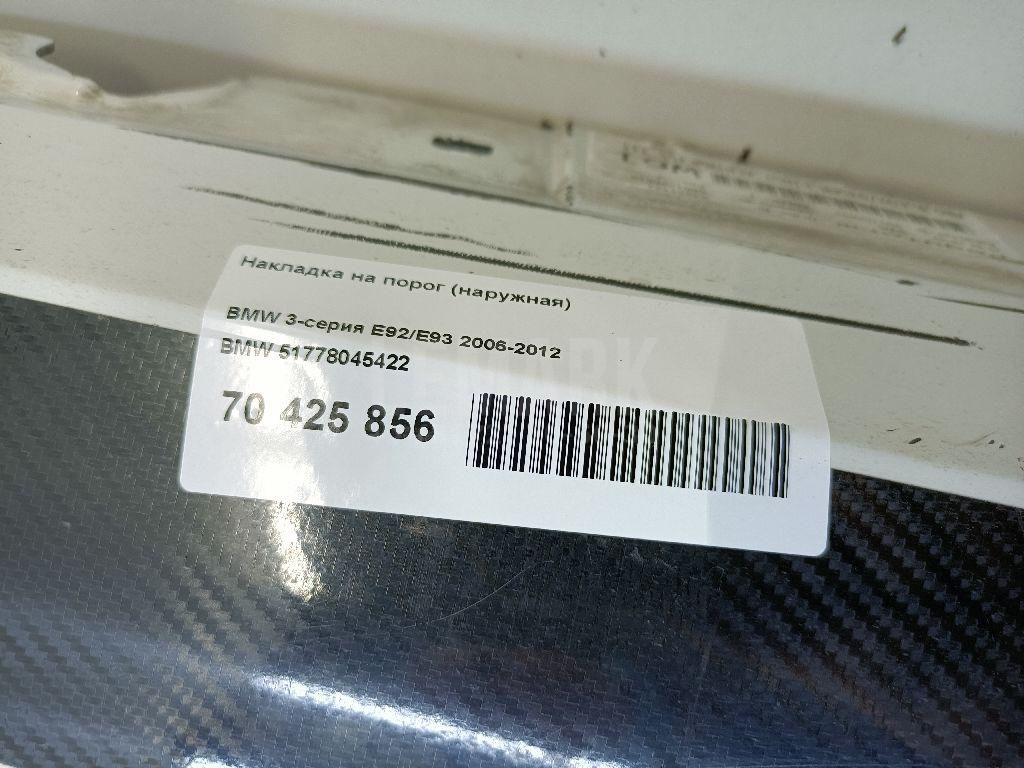 Накладка на порог (наружная)
BMW 3-серия E92/E93 2006-2012
BMW 51778045422
70 425 856